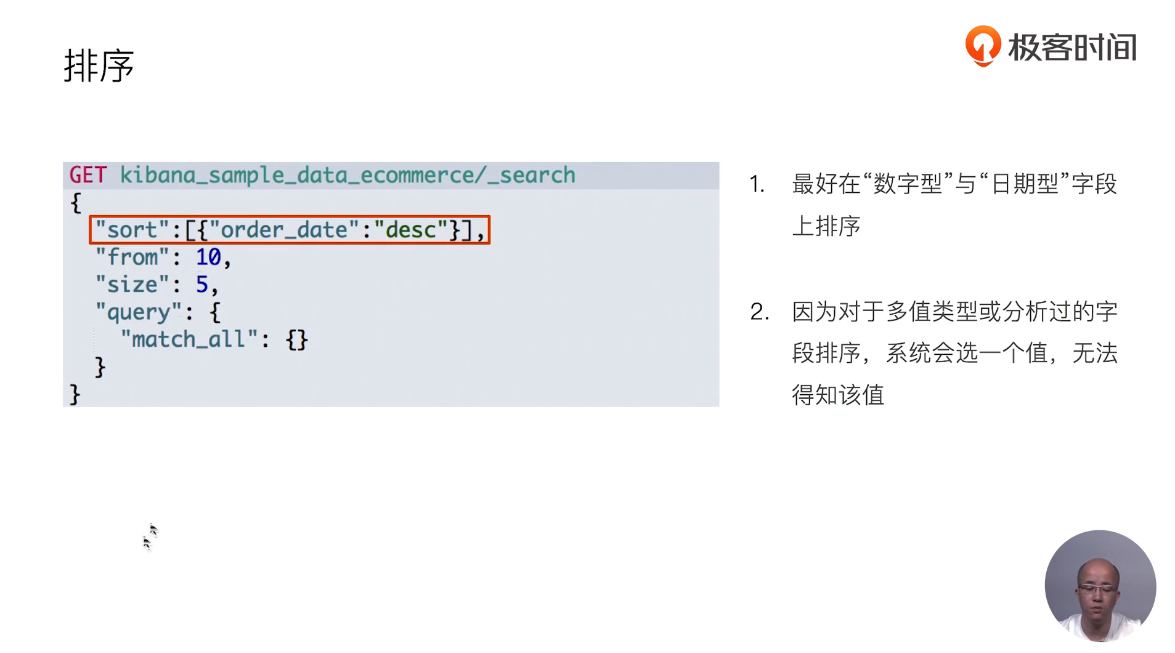 排序
极客时间
GET kibana_sample_data_ecommerce/_search
{
"sort":[{"order_date":"desc"}],
"from": 10,
"size": 5,
"query": {
"match_all": {}
}
}
1. 最好在“数字型”与“日期型”字段
上排序
2. 因为对于多值类型或分析过的字
段排序，系统会选一个值，无法
得知该值